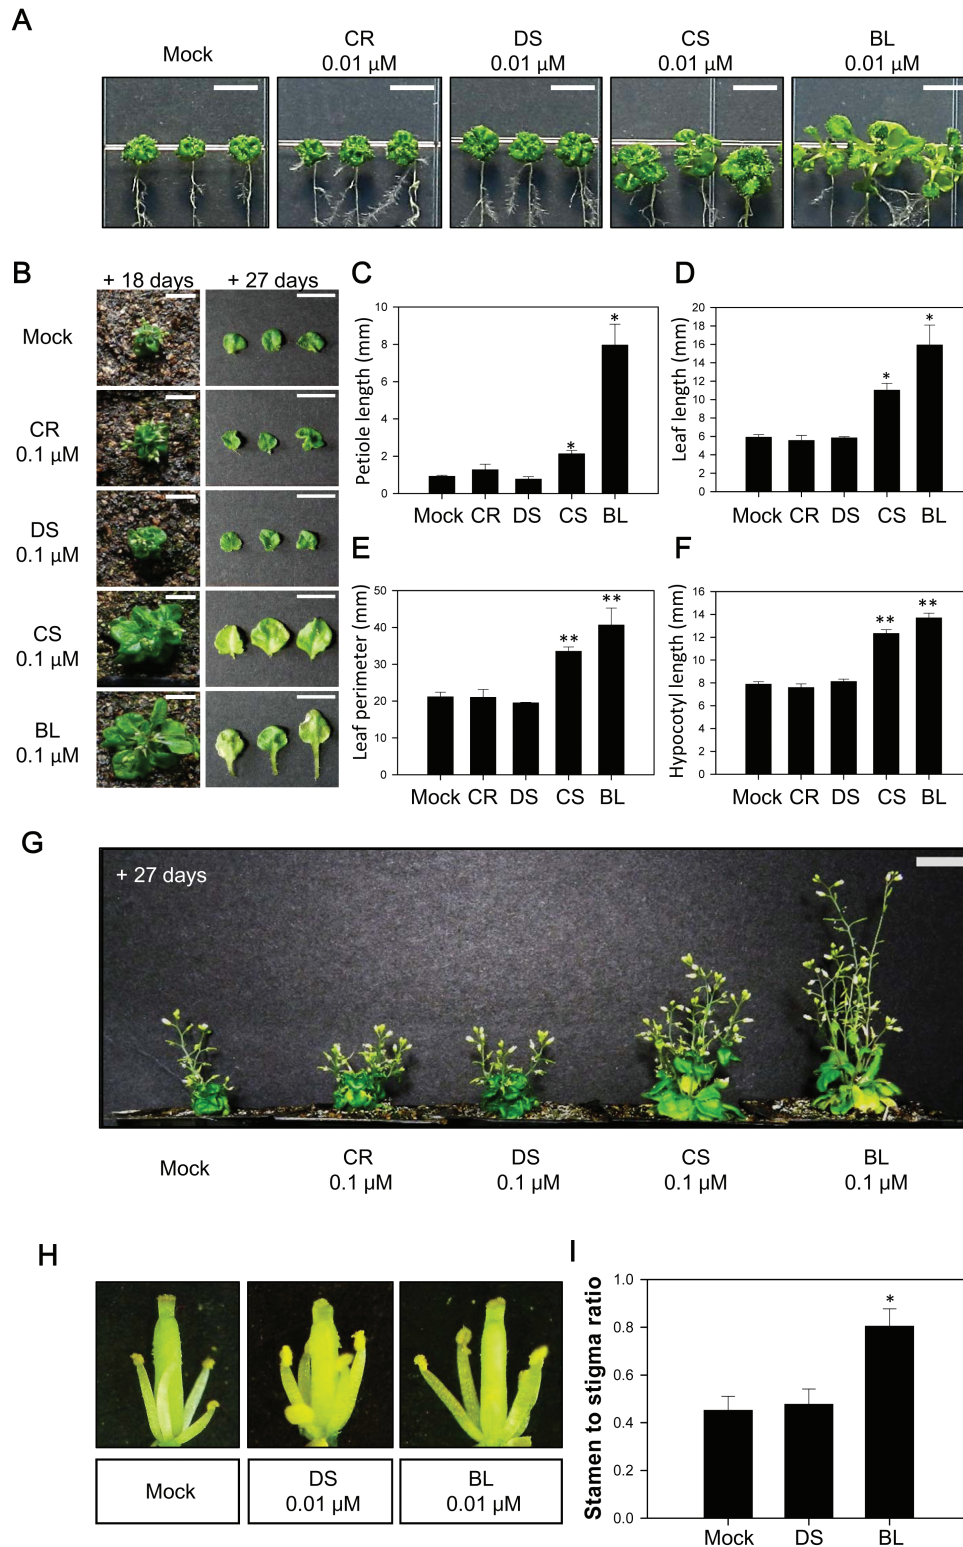 A
Mock
CR
0.01 µM
DS
0.01 µM
CS
0.01 µM
BL
0.01 µM
B
+ 18 days
+ 27 days
Mock
CR
0.1 µM
DS
0.1 µM
CS
0.1 µM
BL
0.1 µM
C
Petiole length (mm)
10
8
6
4
2
0
*
*
Mock CR DS CS BL
D
Leaf length (mm)
20
18
16
14
12
10
8
6
4
2
0
*
*
Mock CR DS CS BL
E
Leaf perimeter (mm)
50
40
30
20
10
0
**
**
Mock CR DS CS BL
F
Hypocotyl length (mm)
16
14
12
10
8
6
4
2
0
**
**
Mock CR DS CS BL
G
+ 27 days
Mock
CR
0.1 µM
DS
0.1 µM
CS
0.1 µM
BL
0.1 µM
H
Mock
DS
0.01 µM
BL
0.01 µM
I
Stamen to stigma ratio
1.0
0.8
0.6
0.4
0.2
0.0
*
Mock DS BL